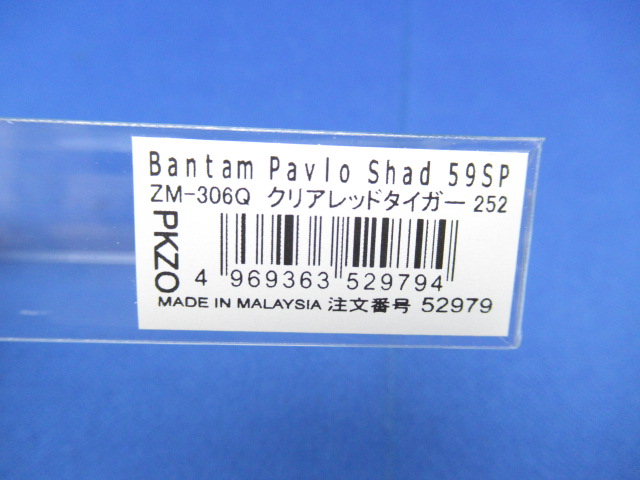 Bantam Pavlo Shad 59SP
ZM-306Q クリアレッドタイガー 252
PKZO
4 969363 529794
MADE IN MALAYSIA 注文番号 52979